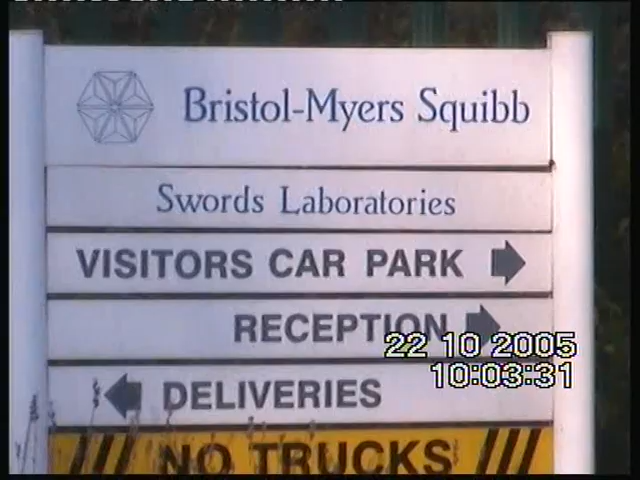 Bristol-Myers Squibb
Swords Laboratories
VISITORS CAR PARK
RECEPTION
22 10 2005
10:03:31
DELIVERIES
NO TRUCKS